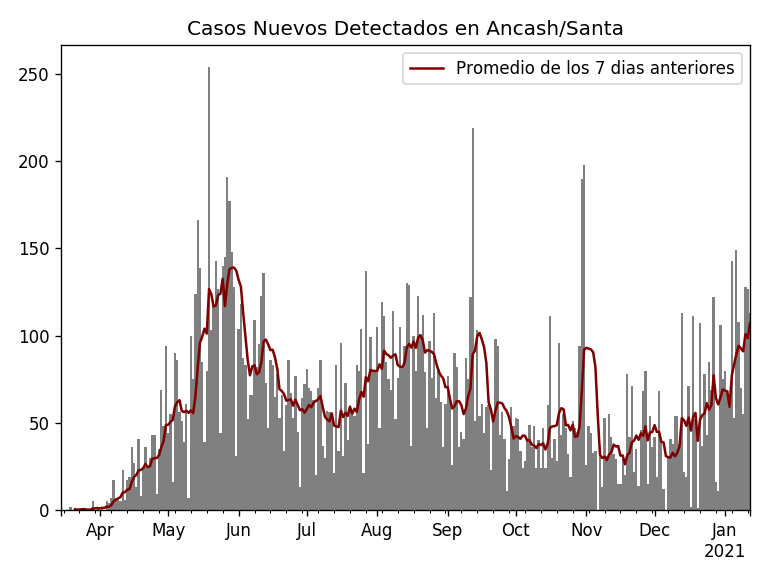 Casos Nuevos Detectados en Ancash/Santa
Promedio de los 7 dias anteriores
250
200
150
100
50
0
Apr May Jun Jul Aug Sep Oct Nov Dec Jan
2021